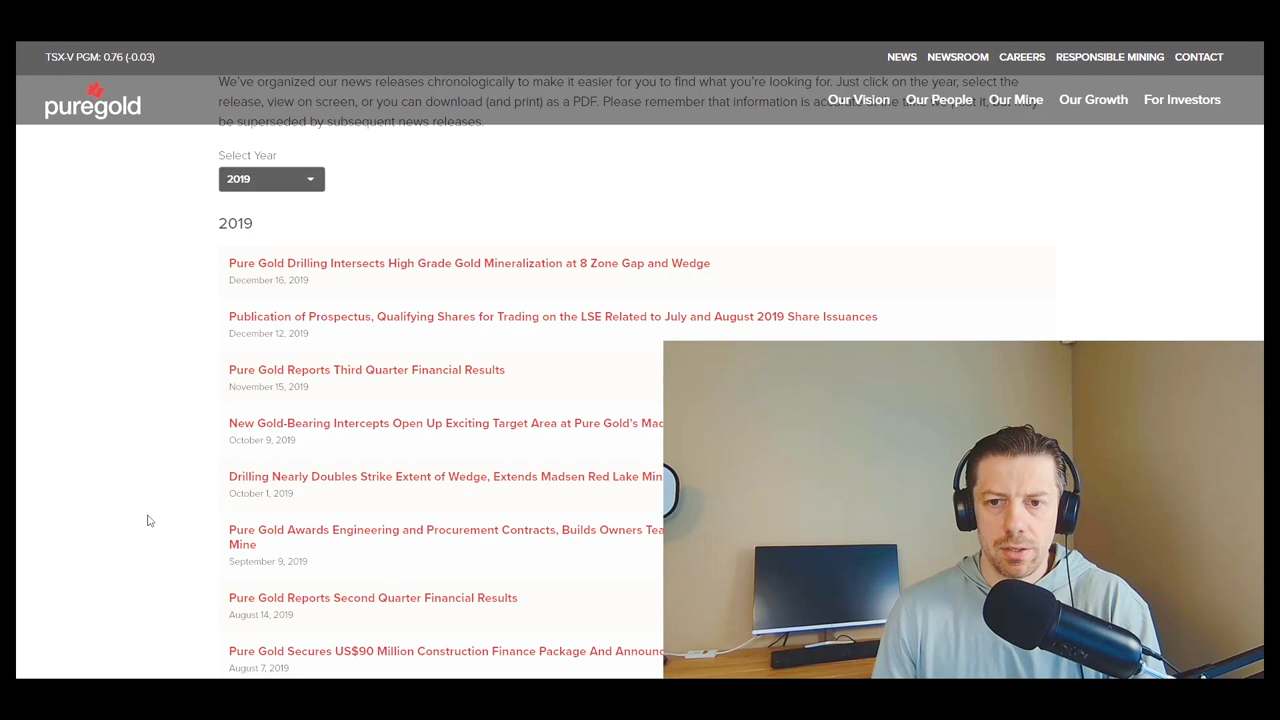 TSX-V PGM: 0.76 (-0.03)
NEWS NEWSROOM CAREERS RESPONSIBLE MINING CONTACT
We've organized our news releases chronologically to make it easier for you to find what you're looking for. Just click on the year, select the
puregold
Our Vision Our People Our Mine Our Growth For Investors
release, view on screen, or you can download (and print) as a PDF. Please remember that information is
be superseded by subsequent news releases.
Select Year
2019
2019
Pure Gold Drilling Intersects High Grade Gold Mineralization at 8 Zone Gap and Wedge
December 16, 2019
Publication of Prospectus, Qualifying Shares for Trading on the LSE Related to July and August 2019 Share Issuances
December 12, 2019
Pure Gold Reports Third Quarter Financial Results
November 15, 2019
New Gold-Bearing Intercepts Open Up Exciting Target Area at Pure Gold's Mad
October 9, 2019
Drilling Nearly Doubles Strike Extent of Wedge, Extends Madsen Red Lake Min
October 1, 2019
Pure Gold Awards Engineering and Procurement Contracts, Builds Owners Tea
Mine
September 9, 2019
Pure Gold Reports Second Quarter Financial Results
August 14, 2019
Pure Gold Secures US$90 Million Construction Finance Package And Announc
August 7, 2019